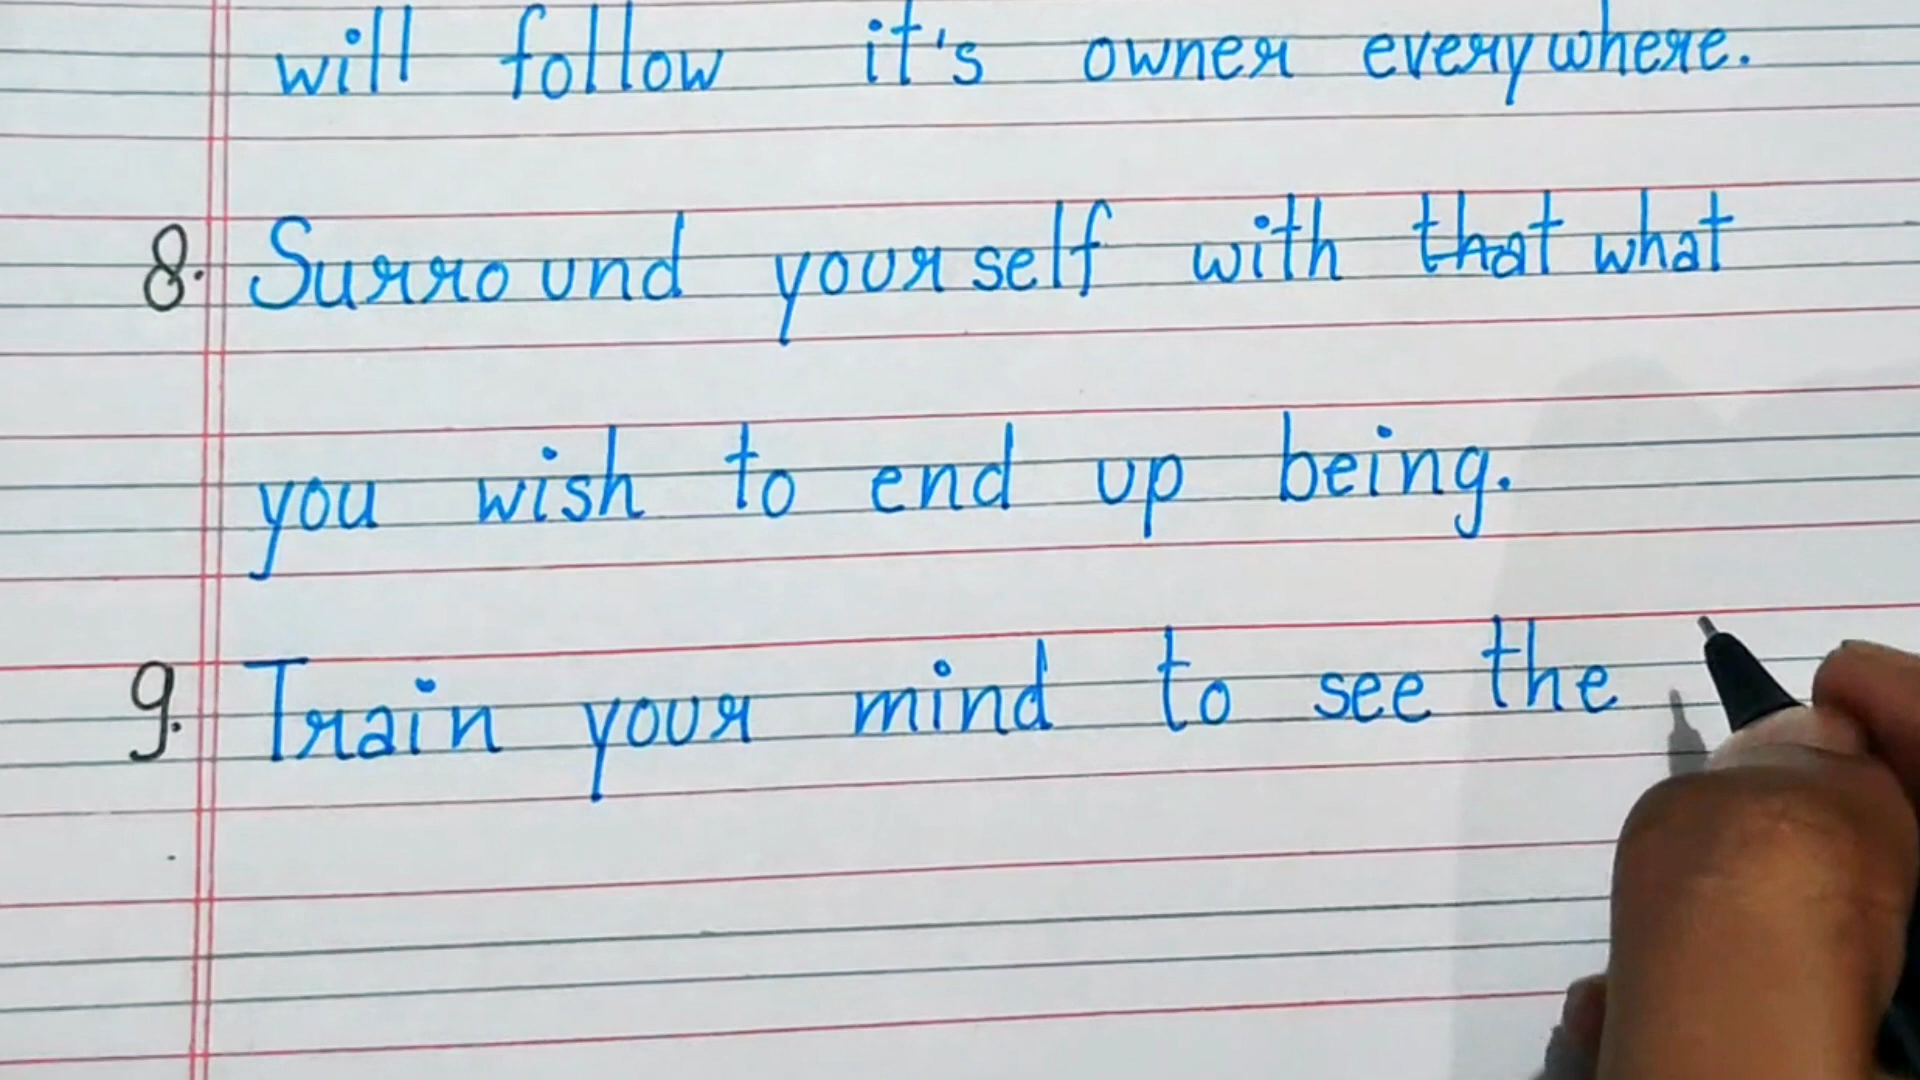 will follow it's owner everywhere.
8. Surround yourself with that what
you wish to end up being.
9. Train your mind to see the